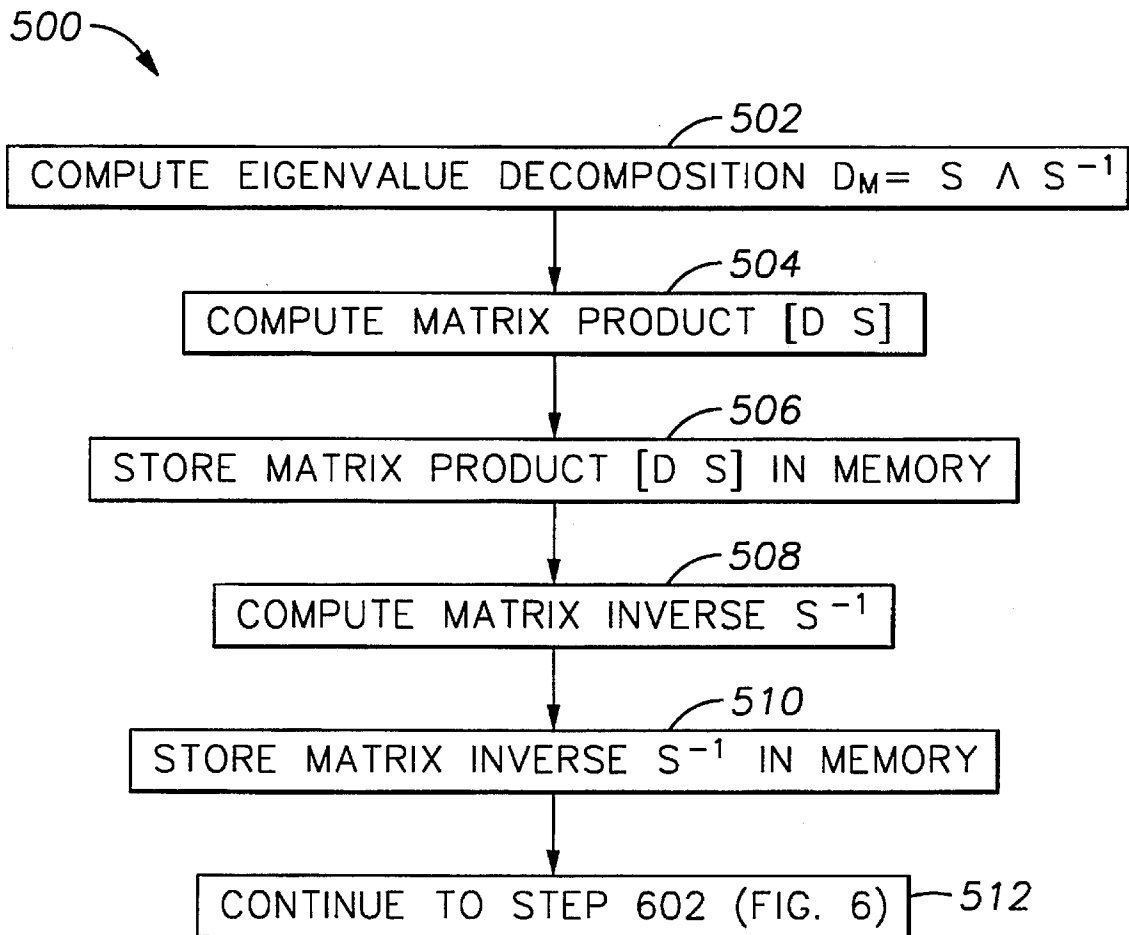 500
502
COMPUTE EIGENVALUE DECOMPOSITION DM= S Λ S⁻¹
504
COMPUTE MATRIX PRODUCT [D S]
506
STORE MATRIX PRODUCT [D S] IN MEMORY
508
COMPUTE MATRIX INVERSE S⁻¹
510
STORE MATRIX INVERSE S⁻¹ IN MEMORY
CONTINUE TO STEP 602 (FIG. 6) 512